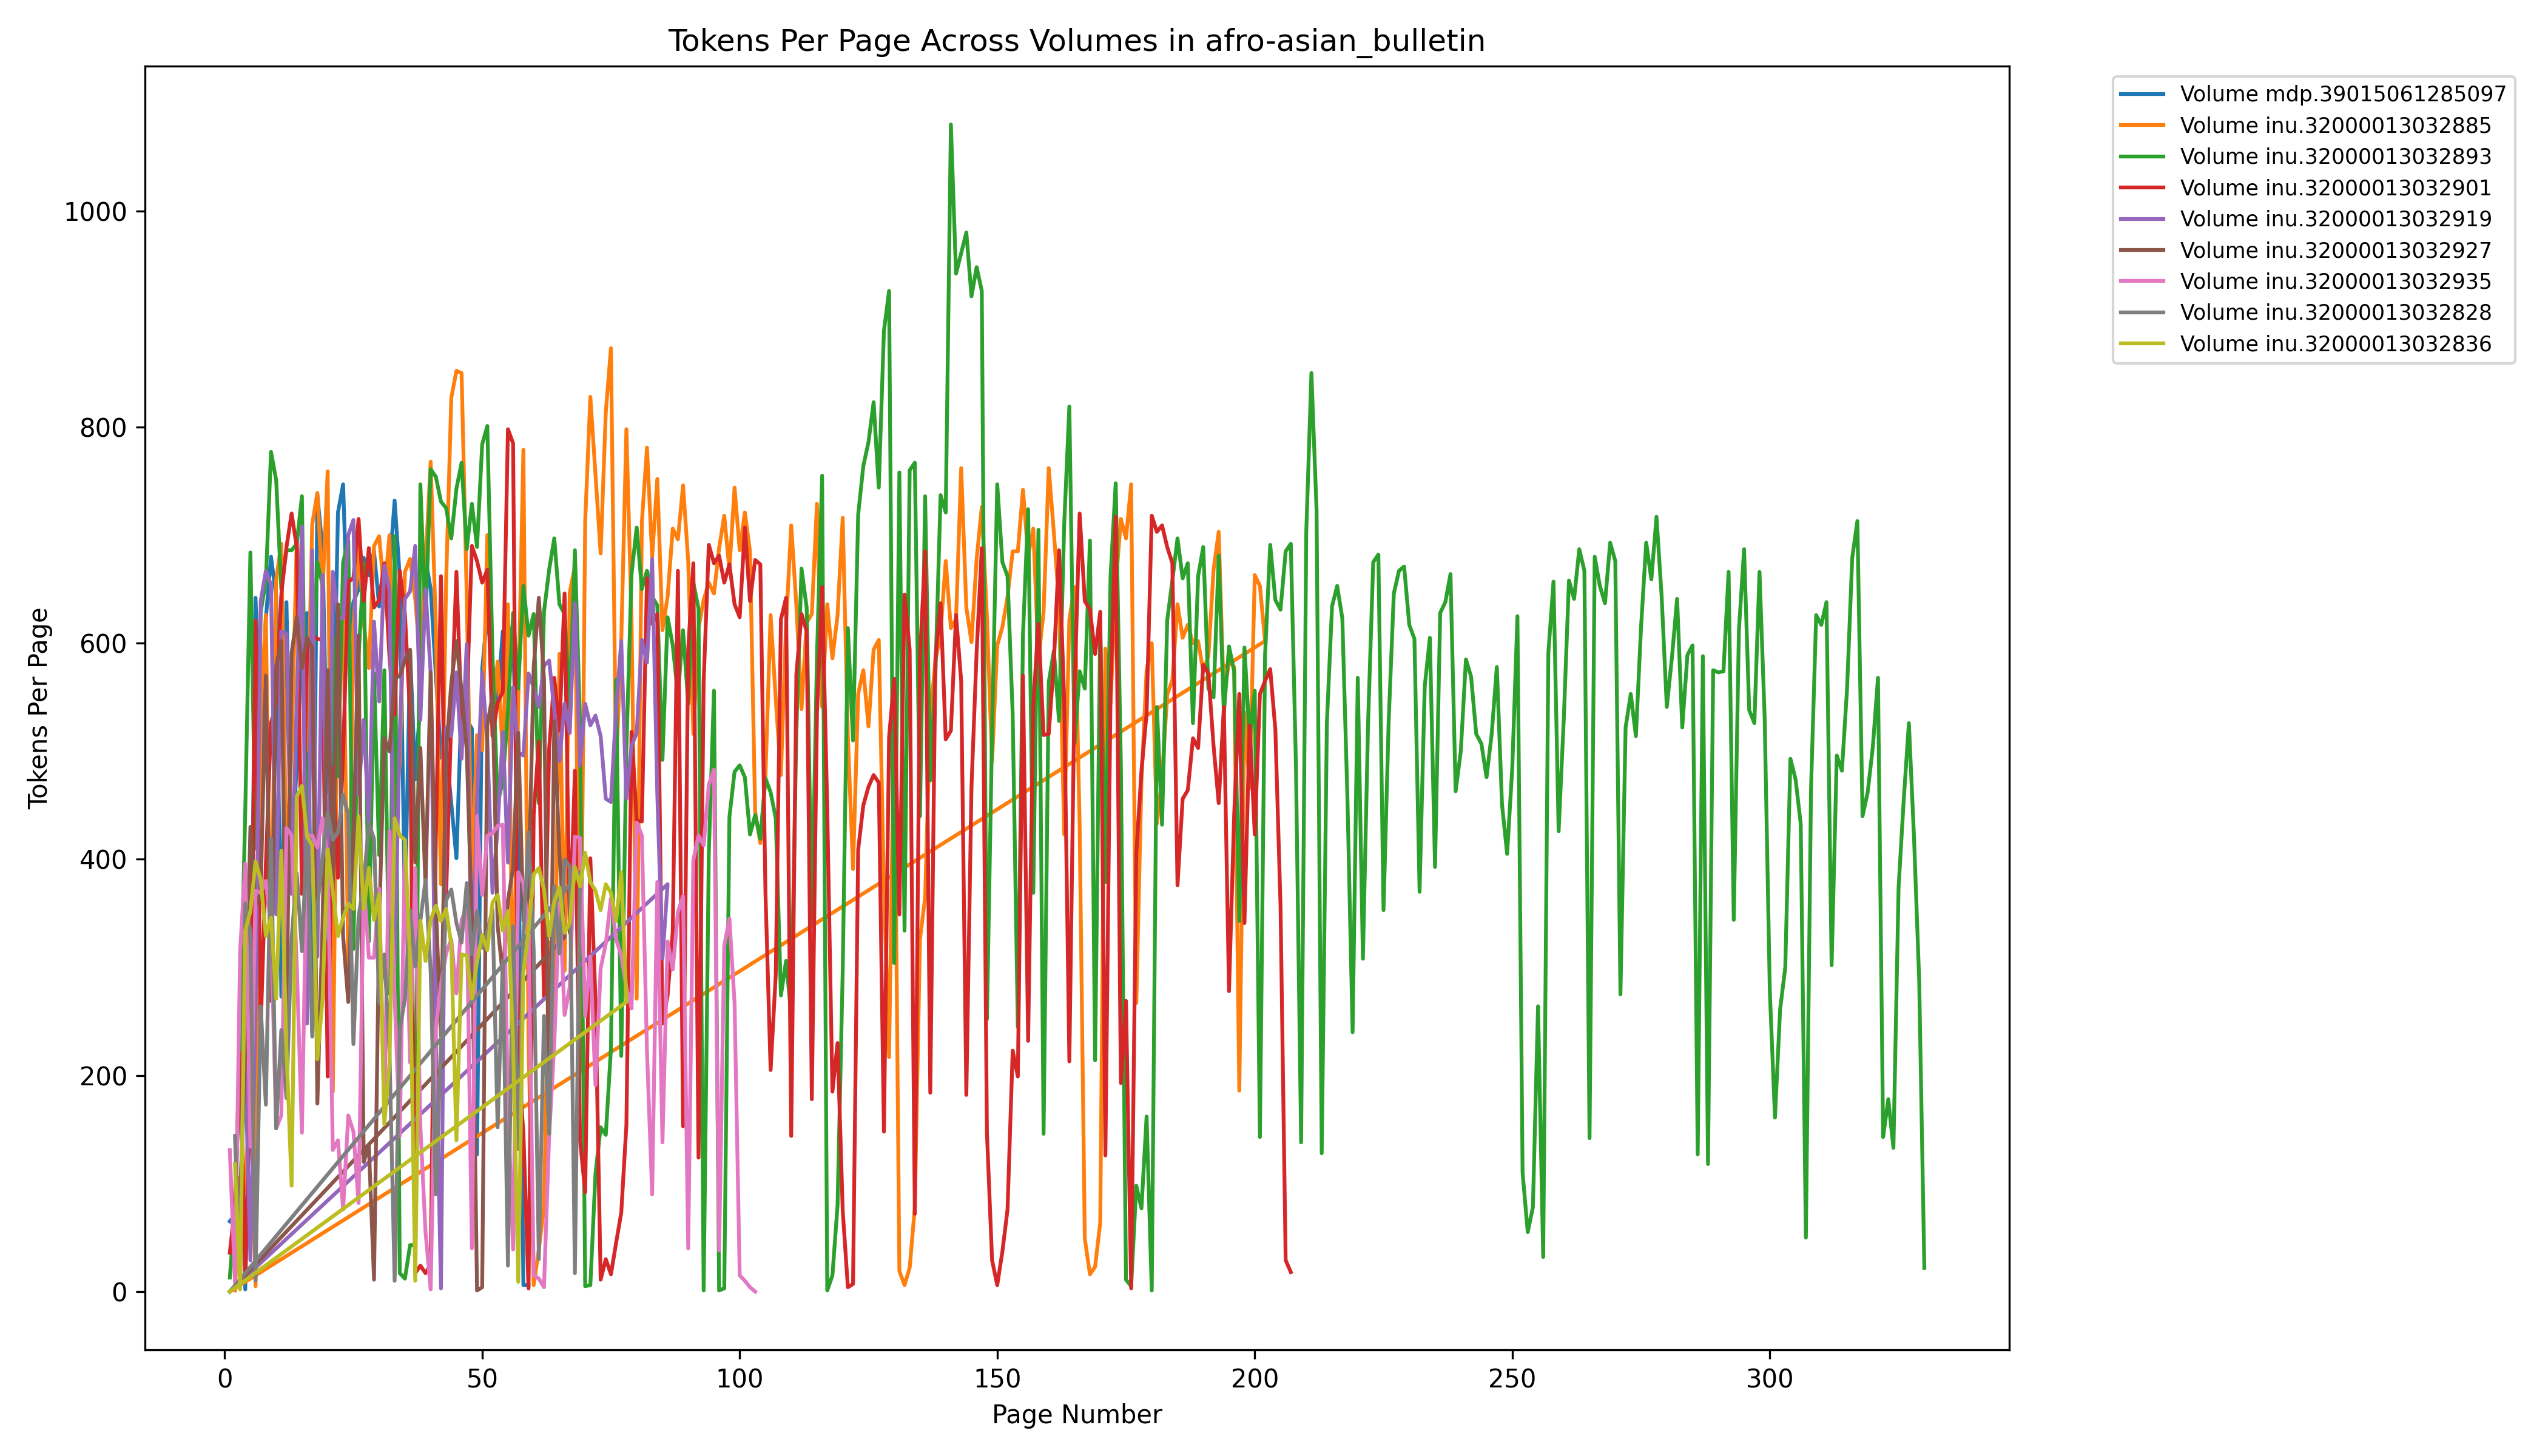 Tokens Per Page Across Volumes in afro-asian_bulletin
Tokens Per Page
1000
800
600
400
200
0
0 50 100 150 200 250 300
Page Number
Volume mdp.39015061285097
Volume inu.32000013032885
Volume inu.32000013032893
Volume inu.32000013032901
Volume inu.32000013032919
Volume inu.32000013032927
Volume inu.32000013032935
Volume inu.32000013032828
Volume inu.32000013032836